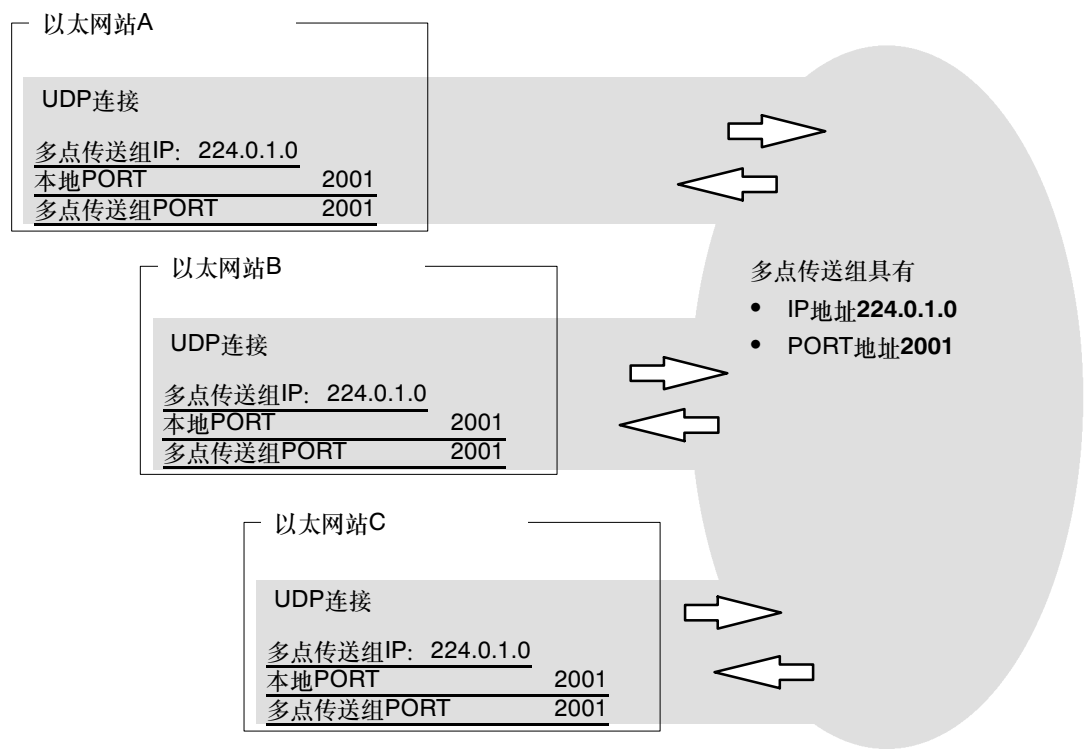 以太网站A
UDP连接
多点传送组IP: 224.0.1.0
本地PORT 2001
多点传送组PORT 2001
以太网站B
UDP连接
多点传送组IP: 224.0.1.0
本地PORT 2001
多点传送组PORT 2001
多点传送组具有
• IP地址224.0.1.0
• PORT地址2001
以太网站C
UDP连接
多点传送组IP: 224.0.1.0
本地PORT 2001
多点传送组PORT 2001